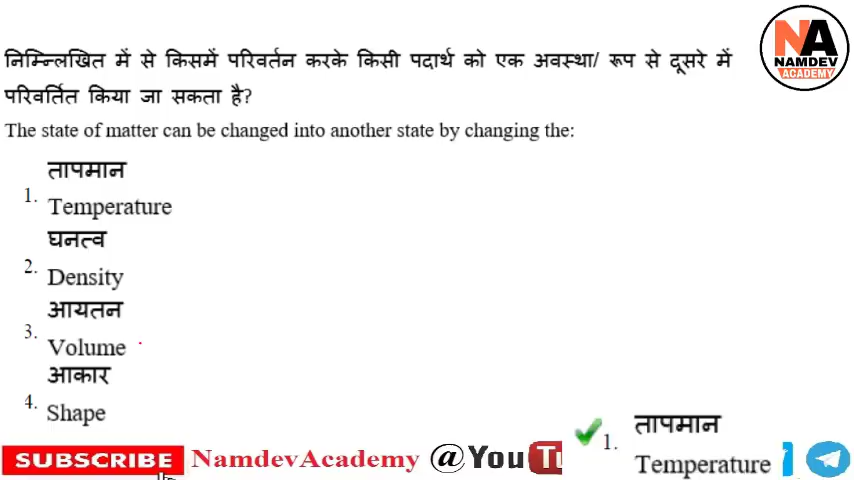 NA
NAMDEV
ACADEMY
निम्न्लिखित में से किसमें परिवर्तन करके किसी पदार्थ को एक अवस्था/ रूप से दूसरे में
परिवर्तित किया जा सकता है?
The state of matter can be changed into another state by changing the:
तापमान
1.
Temperature
घनत्व
2.
Density
आयतन
3.
Volume
आकार
4.
Shape
तापमान
1.
Temperature
SUBSCRIBE NamdevAcademy @You T